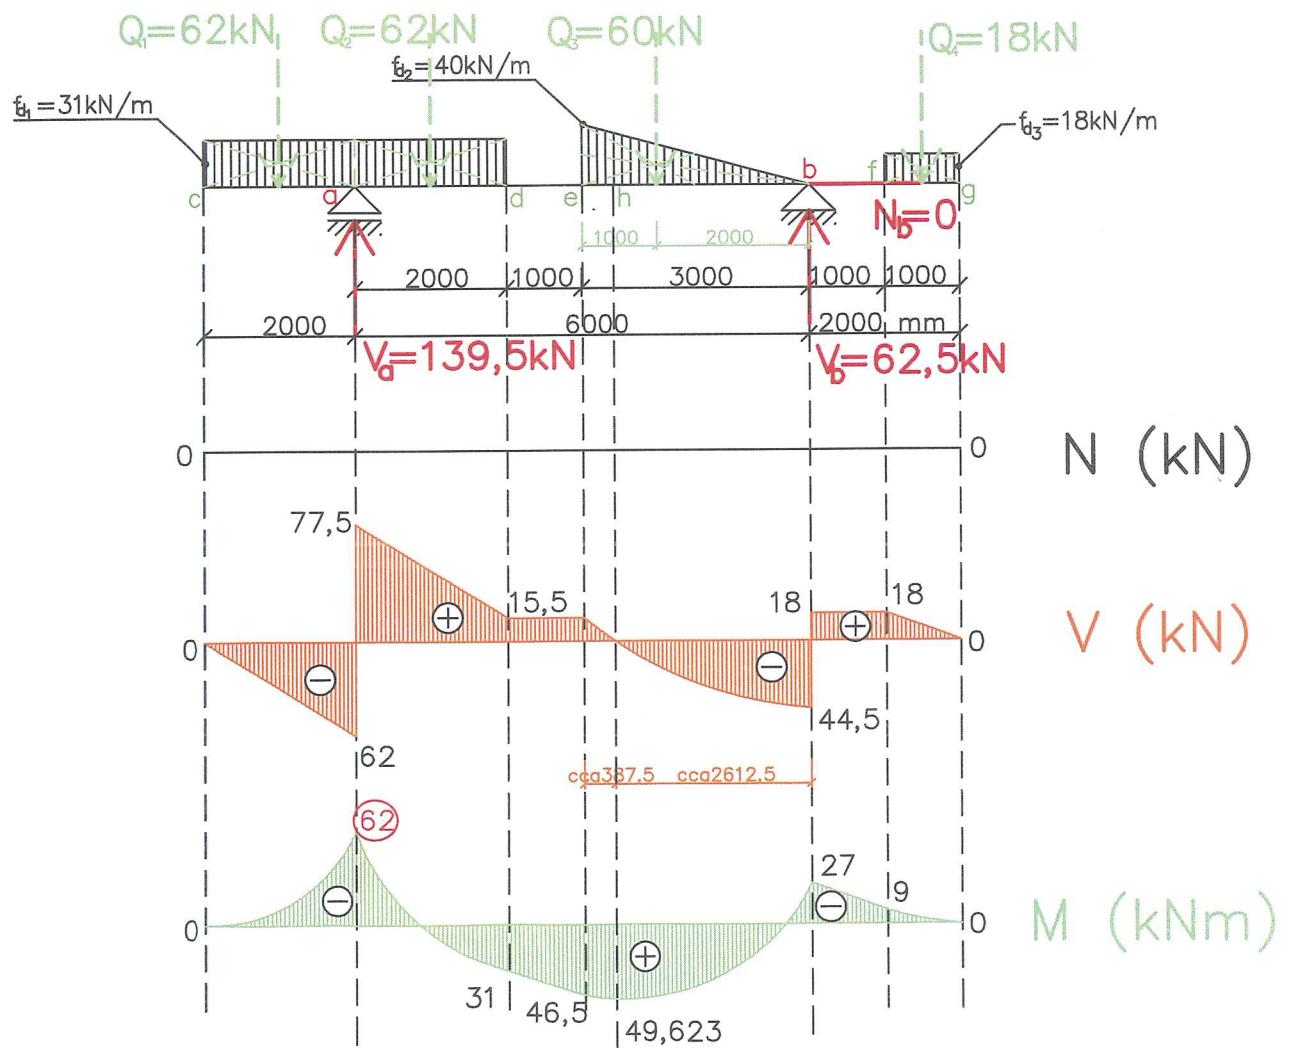 Q₁=62kN Q₂=62kN Q₃=60kN Q₄=18kN
fd₂=40kN/m
fd₁=31kN/m
fd₃=18kN/m
c a d e h b f g
N_b=0
1000 2000
2000 1000 3000 1000 1000
2000 6000 2000 mm
Vₐ=139,5kN V_b=62,5kN
0 0 N (kN)
77,5
15,5 18 18
+ +
0 0 V (kN)
− −
44,5
62
cca387,5 cca2612,5
62
27
− − 9
0 0 M (kNm)
+
31 46,5
49,623